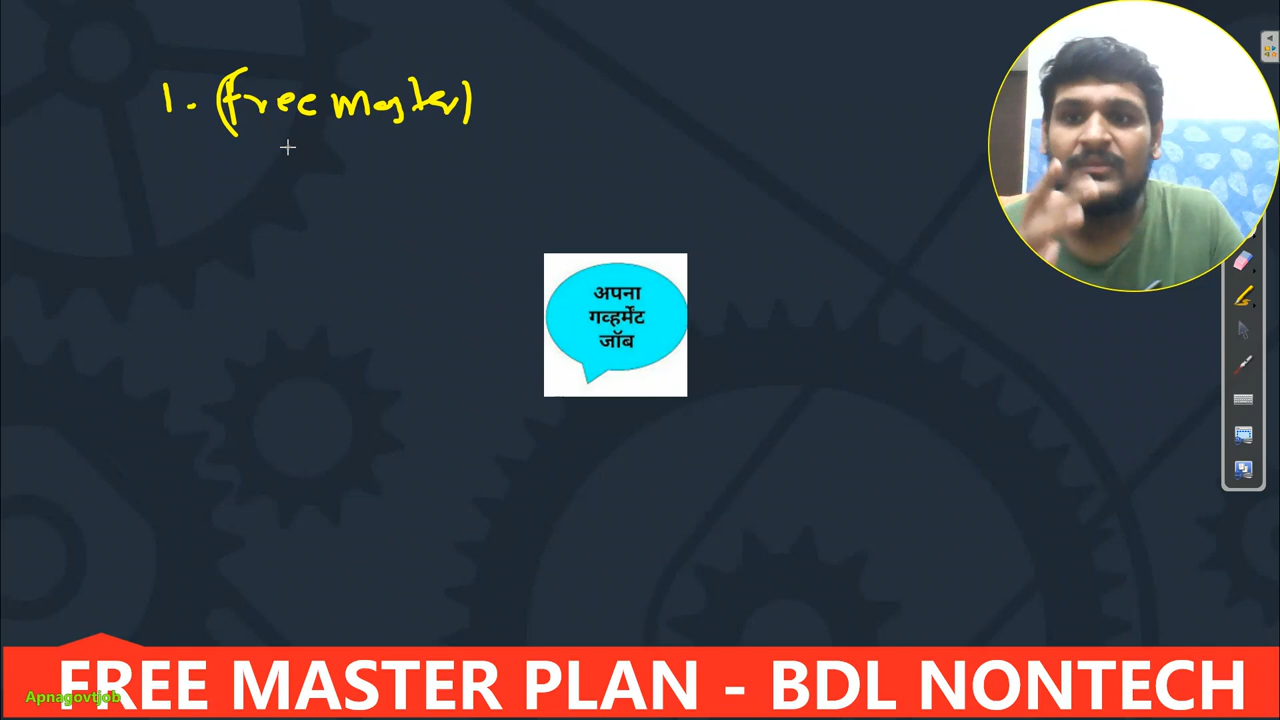 1. (free master)
अपना
गव्हर्मेंट
जॉब
FREE MASTER PLAN - BDL NONTECH
Apnagovtjob